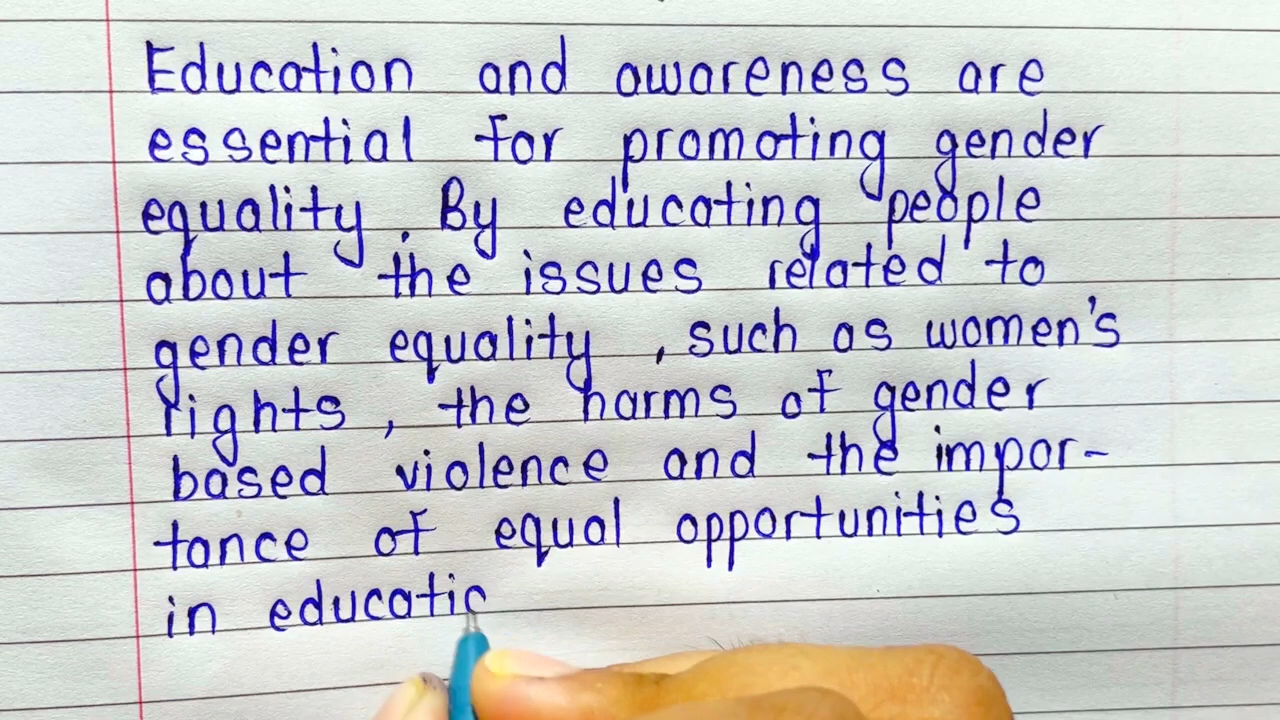 Education and awareness are
essential for promoting gender
equality. By educating people
about the issues related to
gender equality , such as women's
rights , the harms of gender
based violence and the impor-
tance of equal opportunities
in educatio